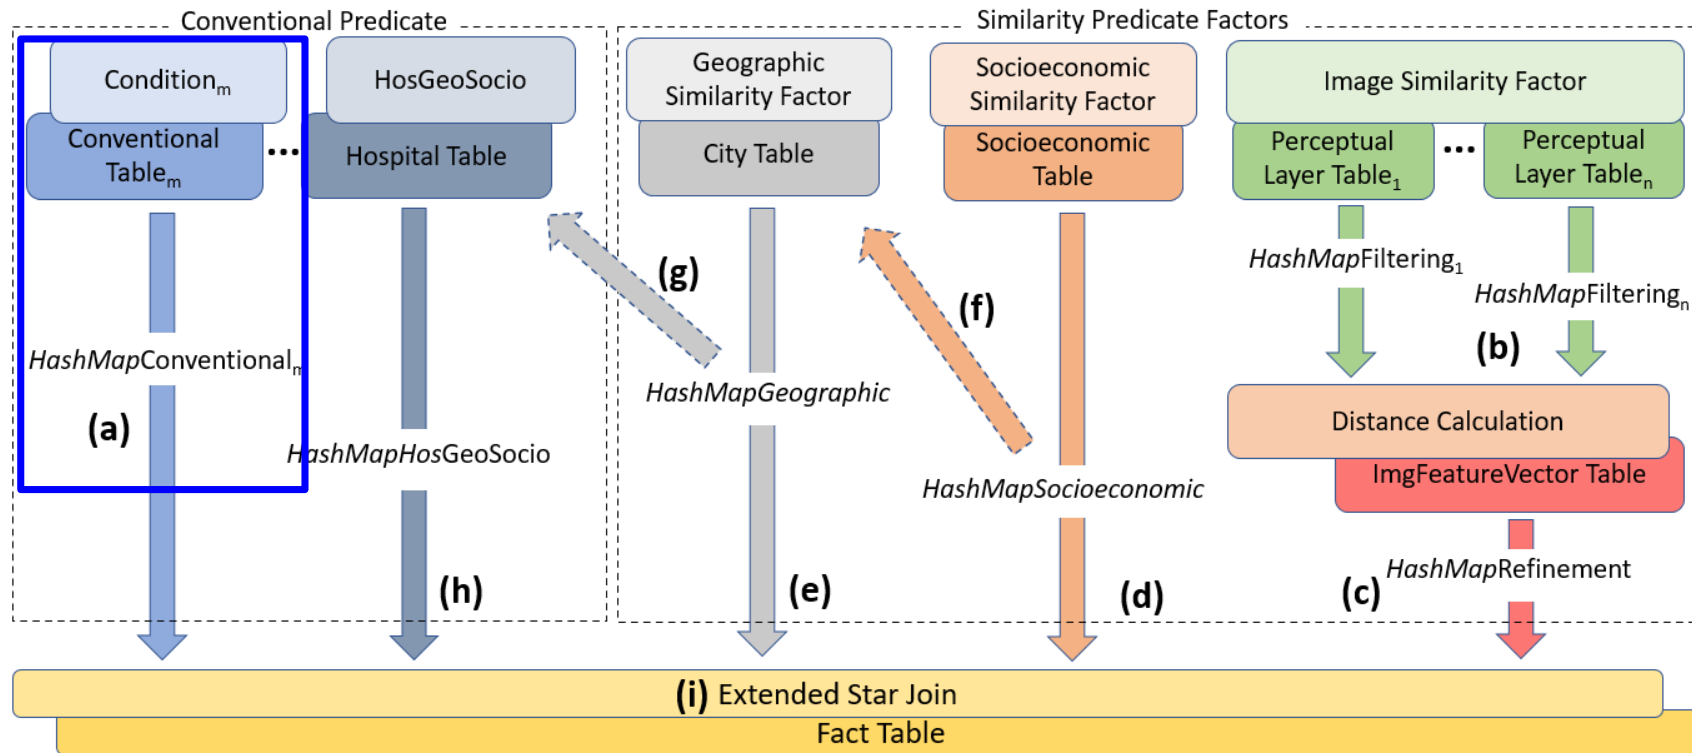 Conventional Predicate
Similarity Predicate Factors
Conditionₘ
HosGeoSocio
Geographic
Similarity Factor
Socioeconomic
Similarity Factor
Image Similarity Factor
Conventional
Tableₘ
...
Hospital Table
City Table
Socioeconomic
Table
Perceptual
Layer Table₁
...
Perceptual
Layer Tableₙ
(g)
(f)
HashMapFiltering₁
HashMapFilteringₙ
(b)
HashMapConventionalₘ
(a)
HashMapGeographic
Distance Calculation
HashMapHosGeoSocio
HashMapSocioeconomic
ImgFeatureVector Table
HashMapRefinement
(h)
(e)
(d)
(c)
(i) Extended Star Join
Fact Table